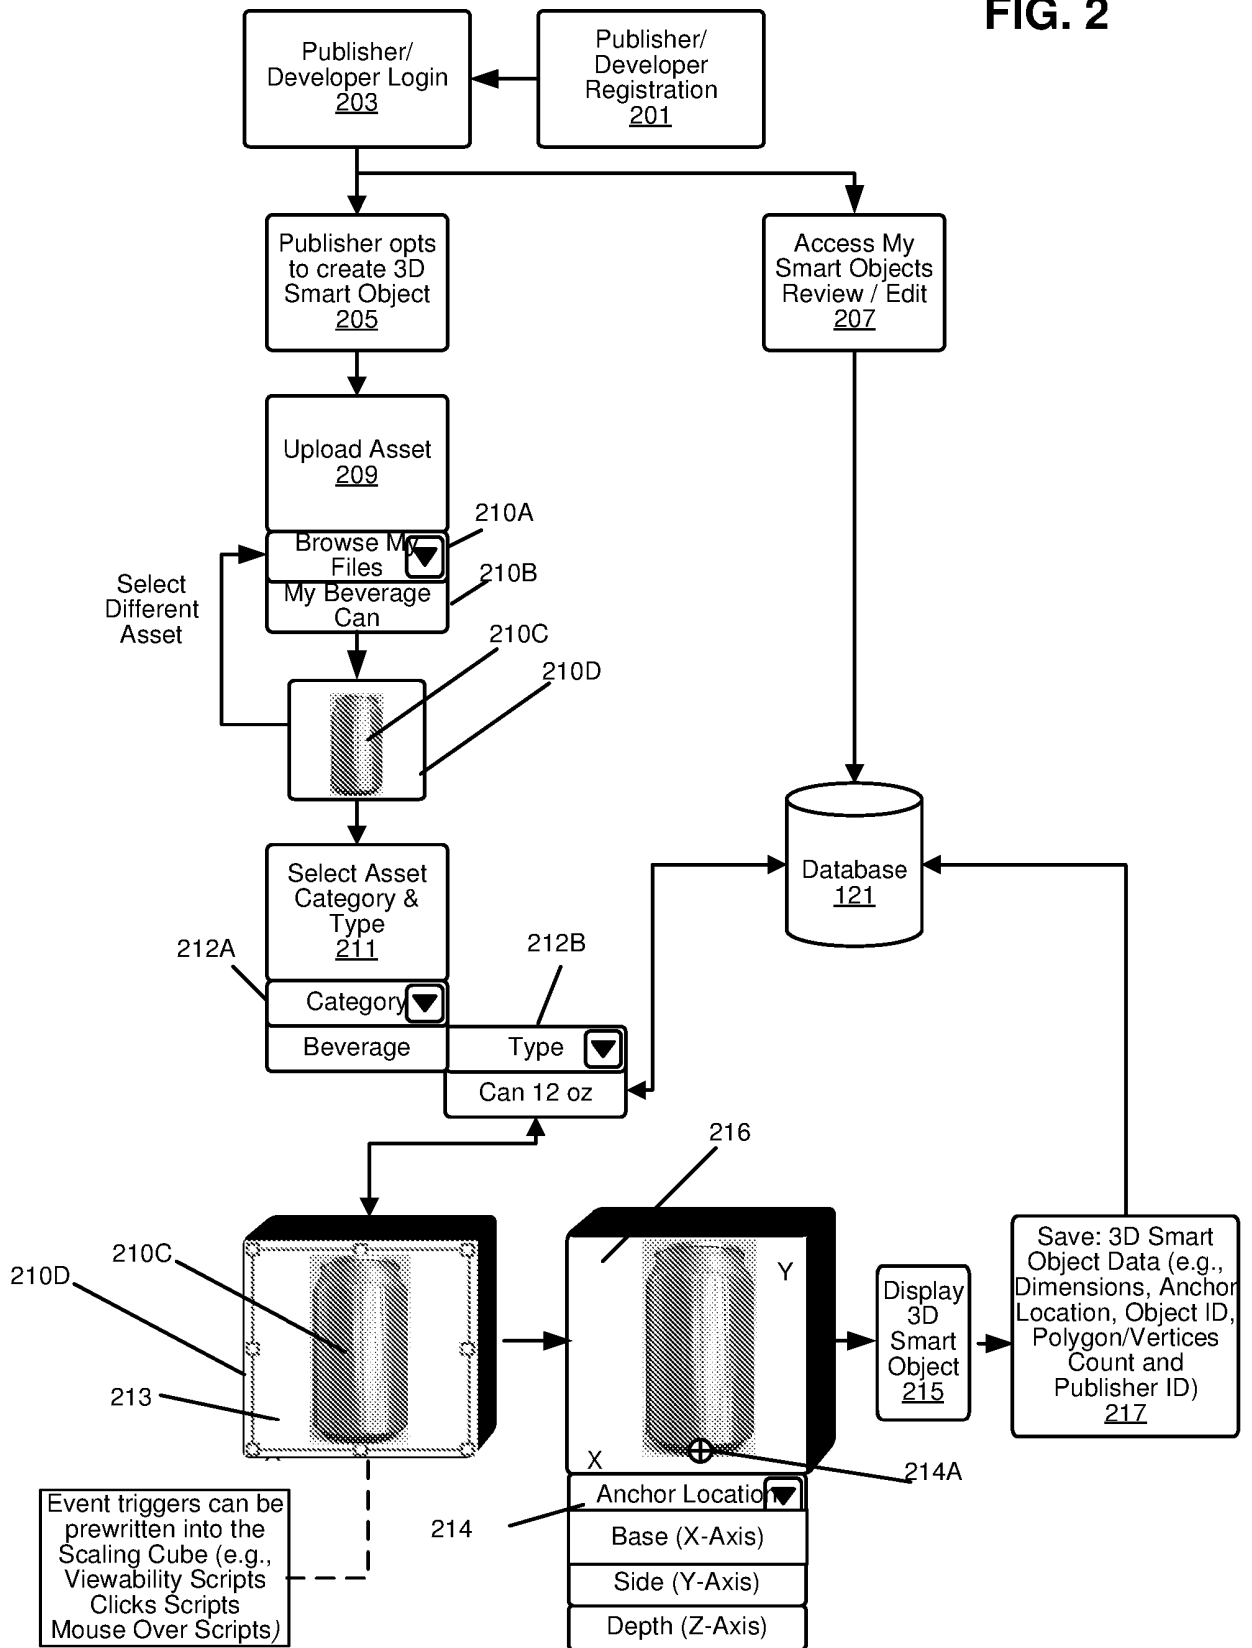 FIG. 2
Publisher/
Developer Login
203
Publisher/
Developer
Registration
201
Publisher opts
to create 3D
Smart Object
205
Access My
Smart Objects
Review / Edit
207
Upload Asset
209
210A
Browse My
Files
210B
My Beverage
Can
Select
Different
Asset
210C
210D
Select Asset
Category &
Type
211
Database
121
212A
212B
Category
Beverage
Type
Can 12 oz
216
210C
210D
213
Y
X
214A
Display
3D
Smart
Object
215
Save: 3D Smart
Object Data (e.g.,
Dimensions, Anchor
Location, Object ID,
Polygon/Vertices
Count and
Publisher ID)
217
214
Anchor Location
Base (X-Axis)
Side (Y-Axis)
Depth (Z-Axis)
Event triggers can be
prewritten into the
Scaling Cube (e.g.,
Viewability Scripts
Clicks Scripts
Mouse Over Scripts)